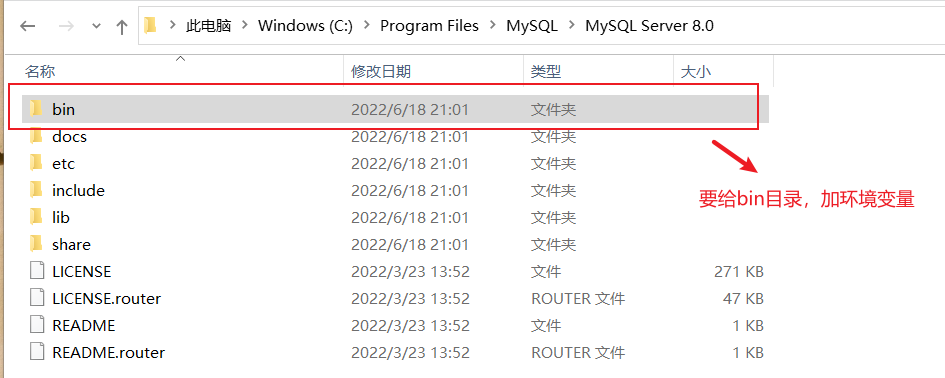 此电脑 > Windows (C:) > Program Files > MySQL > MySQL Server 8.0
名称 修改日期 类型 大小
bin 2022/6/18 21:01 文件夹
docs 2022/6/18 21:01 文件夹
etc 2022/6/18 21:01 文件夹
include 2022/6/18 21:01 文件夹
lib 2022/6/18 21:01 文件夹
share 2022/6/18 21:01 文件夹
LICENSE 2022/3/23 13:52 文件 271 KB
LICENSE.router 2022/3/23 13:52 ROUTER 文件 47 KB
README 2022/3/23 13:52 文件 1 KB
README.router 2022/3/23 13:52 ROUTER 文件 1 KB
要给bin目录，加环境变量